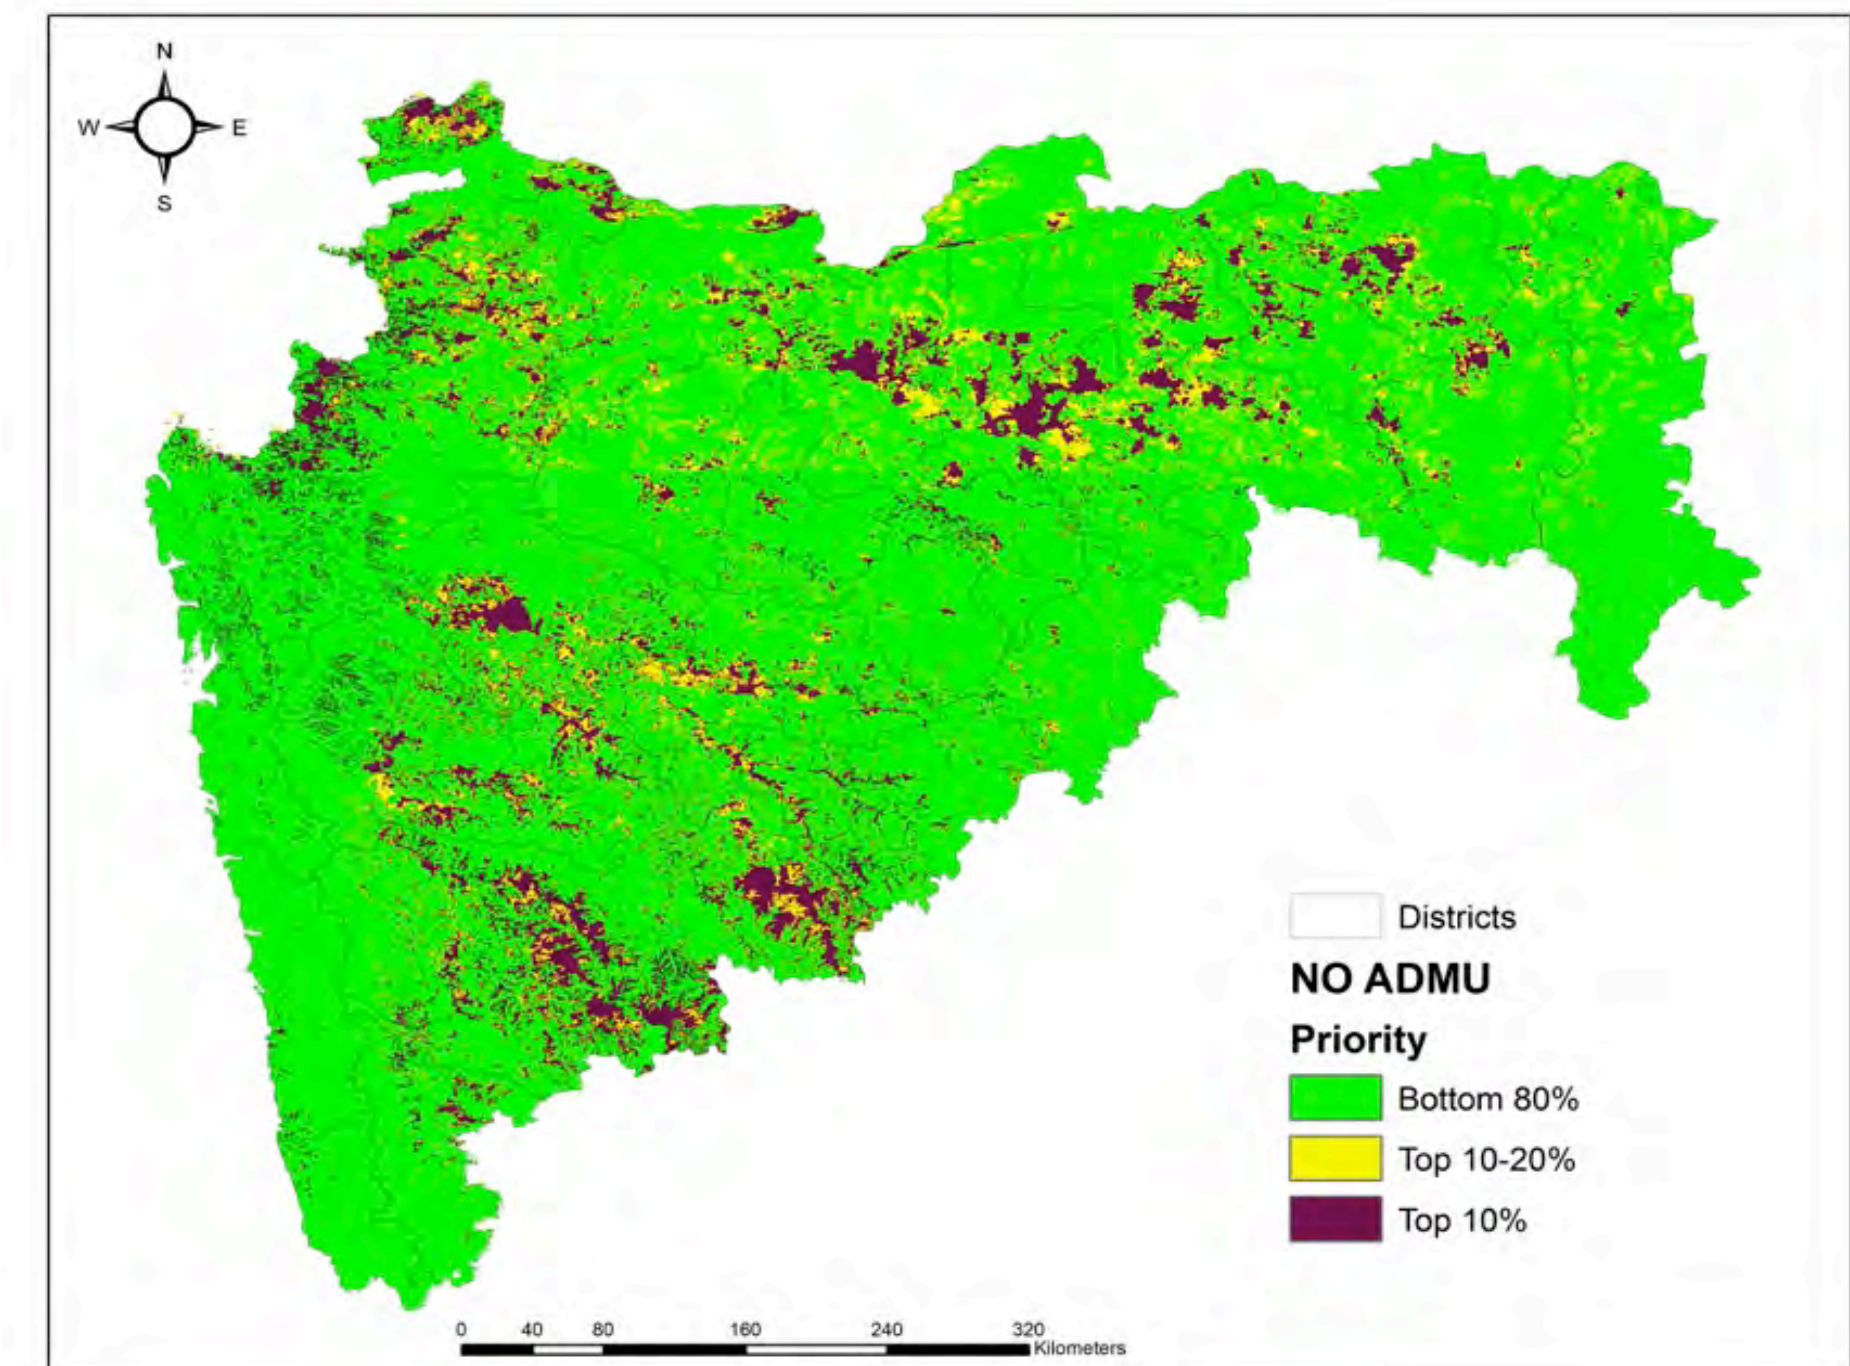 N
W E
S
Districts
NO ADMU
Priority
Bottom 80%
Top 10-20%
Top 10%
0 40 80 160 240 320
Kilometers